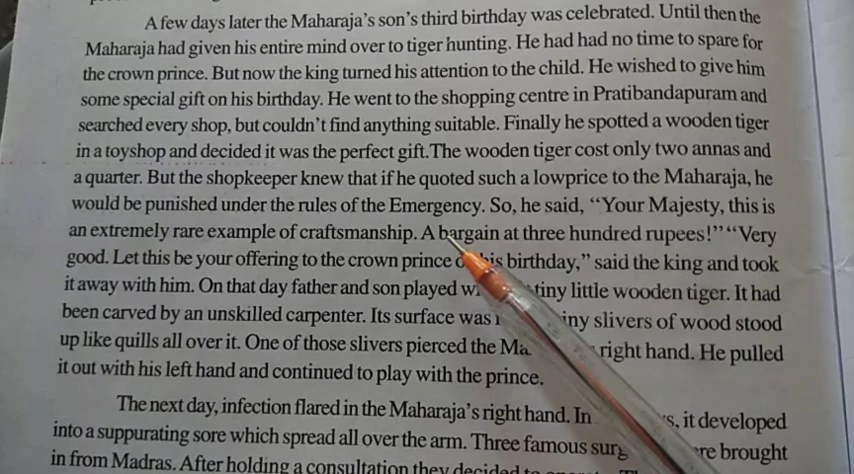 A few days later the Maharaja's son's third birthday was celebrated. Until then the
Maharaja had given his entire mind over to tiger hunting. He had had no time to spare for
the crown prince. But now the king turned his attention to the child. He wished to give him
some special gift on his birthday. He went to the shopping centre in Pratibandapuram and
searched every shop, but couldn't find anything suitable. Finally he spotted a wooden tiger
in a toyshop and decided it was the perfect gift.The wooden tiger cost only two annas and
a quarter. But the shopkeeper knew that if he quoted such a lowprice to the Maharaja, he
would be punished under the rules of the Emergency. So, he said, “Your Majesty, this is
an extremely rare example of craftsmanship. A bargain at three hundred rupees!” “Very
good. Let this be your offering to the crown prince his birthday,” said the king and took
it away with him. On that day father and son played tiny little wooden tiger. It had
been carved by an unskilled carpenter. Its surface was slivers of wood stood
up like quills all over it. One of those slivers pierced the right hand. He pulled
it out with his left hand and continued to play with the prince.
The next day, infection flared in the Maharaja's right hand. In it developed
into a suppurating sore which spread all over the arm. Three famous brought
in from Madras. After holding a consultation they decided